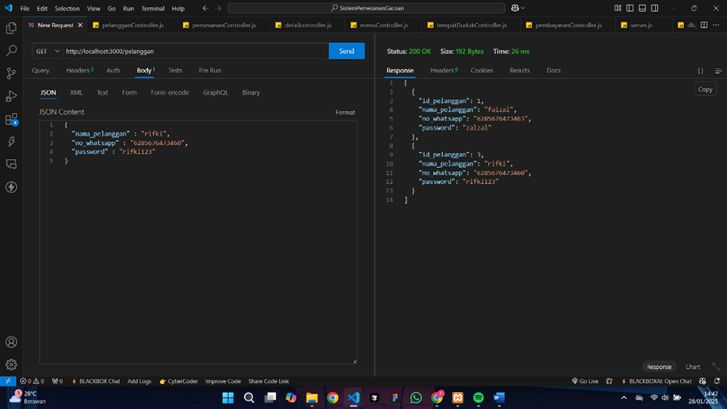 File Edit Selection View Go Run Terminal Help
SistemPemesananGacoan
New Request
pelangganController.js
pemesananController.js
detailcontroller.js
menuController.js
tempatDudukController.js
pembayaranController.js
server.js
db.
GET
http://localhost:3000/pelanggan
Send
Query Headers 2 Auth Body 1 Tests Pre Run
JSON XML Text Form Form-encode GraphQL Binary
JSON Content
Format
1 {
2 "nama_pelanggan" : "rifki",
3 "no_whatsapp" : "6285676473460",
4 "password" : "rifki123"
5 }
Status: 200 OK Size: 192 Bytes Time: 26 ms
Response Headers 6 Cookies Results Docs
{ }
Copy
1 [
2 {
3 "id_pelanggan": 1,
4 "nama_pelanggan": "faizal",
5 "no_whatsapp": "6285676473463",
6 "password": "zalzal"
7 },
8 {
9 "id_pelanggan": 3,
10 "nama_pelanggan": "rifki",
11 "no_whatsapp": "6285676473460",
12 "password": "rifki123"
13 }
14 ]
Response Chart
0 0 0 BLACKBOX Chat Add Logs CyberCoder Improve Code Share Code Link
Go Live BLACKBOXAI: Open Chat
28°C
Berawan
14:42
28/01/2025